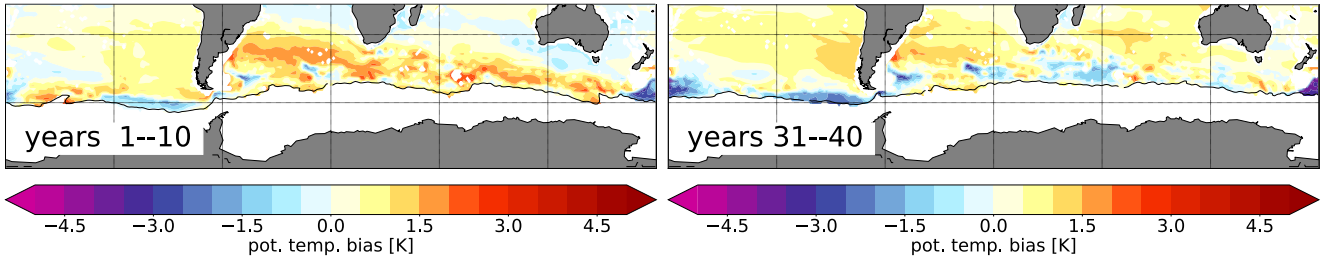 years 1--10
years 31--40
−4.5 −3.0 −1.5 0.0 1.5 3.0 4.5
pot. temp. bias [K]
−4.5 −3.0 −1.5 0.0 1.5 3.0 4.5
pot. temp. bias [K]